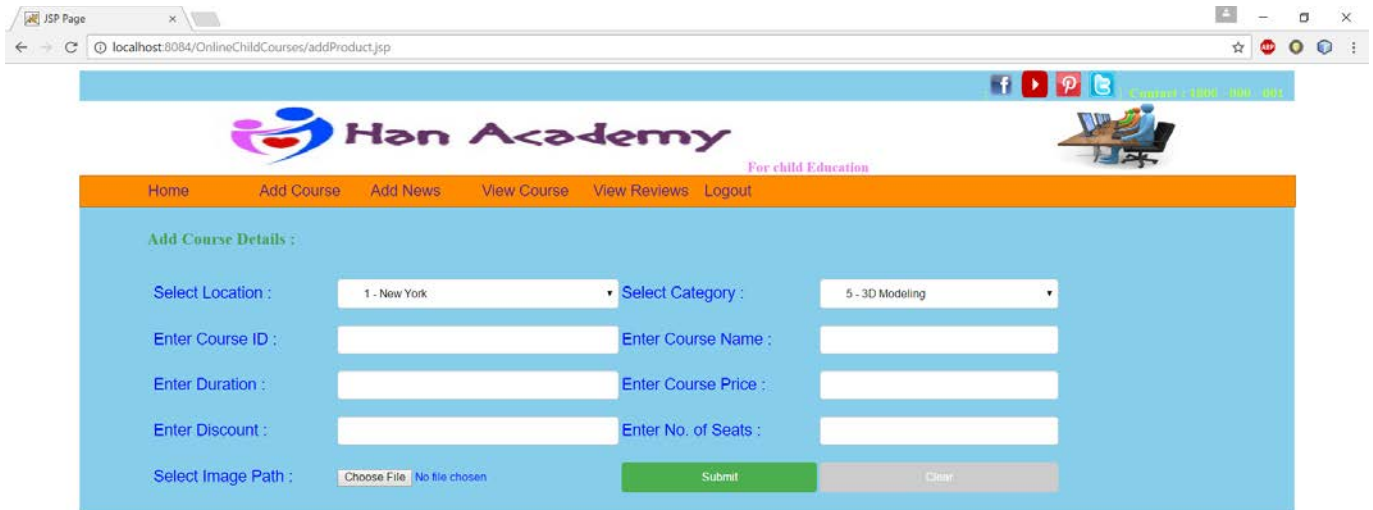 JSP Page
localhost:8084/OnlineChildCourses/addProduct.jsp
ABP
Contact : 1800 - 000 - 001
Han Academy
For child Education
Home Add Course Add News View Course View Reviews Logout
Add Course Details :
Select Location : 1 - New York Select Category : 5 - 3D Modeling
Enter Course ID : Enter Course Name :
Enter Duration : Enter Course Price :
Enter Discount : Enter No. of Seats :
Select Image Path : Choose File No file chosen Submit Clear